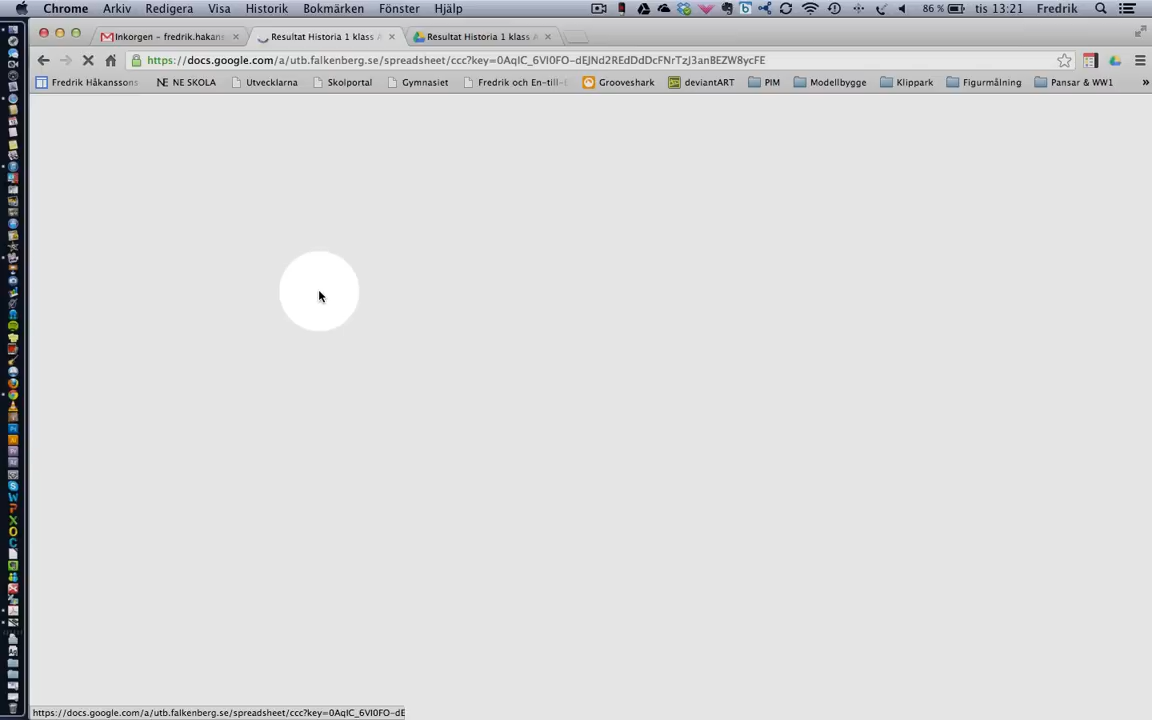 Chrome Arkiv Redigera Visa Historik Bokmärken Fönster Hjälp 86 % tis 13:21 Fredrik
Inkorgen – fredrik.hakans Resultat Historia 1 klass A Resultat Historia 1 klass A
https://docs.google.com/a/utb.falkenberg.se/spreadsheet/ccc?key=0AqIC_6VI0FO-dEJNd2REdDdDcFNrTzJ3anBEZW8ycFE
Fredrik Håkanssons NE NE SKOLA Utvecklarna Skolportal Gymnasiet Fredrik och En-till-E Grooveshark deviantART PIM Modellbygge Klippark Figurmålning Pansar & WW1 »
https://docs.google.com/a/utb.falkenberg.se/spreadsheet/ccc?key=0AqIC_6VI0FO-dE